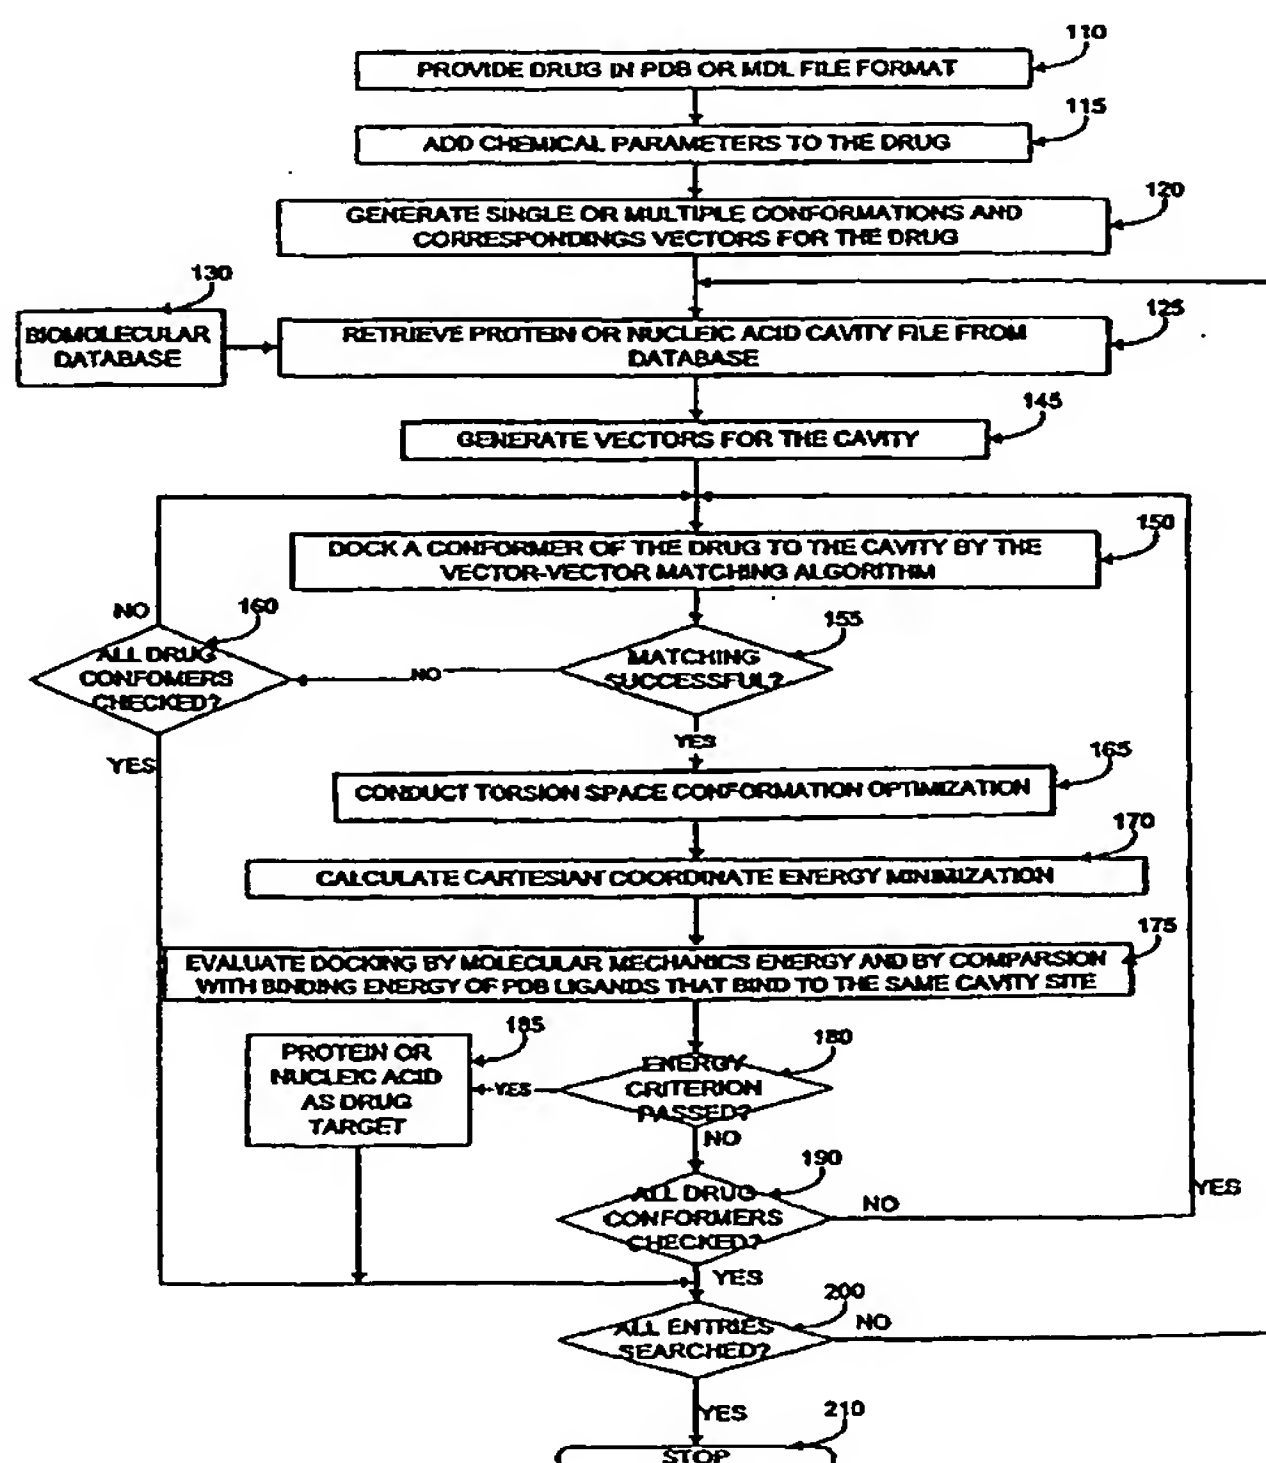 110
PROVIDE DRUG IN PDB OR MDL FILE FORMAT
115
ADD CHEMICAL PARAMETERS TO THE DRUG
120
GENERATE SINGLE OR MULTIPLE CONFORMATIONS AND
CORRESPONDINGS VECTORS FOR THE DRUG
130
BIOMOLECULAR
DATABASE
125
RETRIEVE PROTEIN OR NUCLEIC ACID CAVITY FILE FROM
DATABASE
145
GENERATE VECTORS FOR THE CAVITY
150
DOCK A CONFORMER OF THE DRUG TO THE CAVITY BY THE
VECTOR-VECTOR MATCHING ALGORITHM
NO
160
ALL DRUG
CONFOMERS
CHECKED?
NO
155
MATCHING
SUCCESSFUL?
YES
YES
165
CONDUCT TORSION SPACE CONFORMATION OPTIMIZATION
170
CALCULATE CARTESIAN COORDINATE ENERGY MINIMIZATION
175
EVALUATE DOCKING BY MOLECULAR MECHANICS ENERGY AND BY COMPARSION
WITH BINDING ENERGY OF PDB LIGANDS THAT BIND TO THE SAME CAVITY SITE
185
PROTEIN OR
NUCLEIC ACID
AS DRUG
TARGET
YES
180
ENERGY
CRITERION
PASSED?
NO
190
ALL DRUG
CONFORMERS
CHECKED?
NO
YES
YES
200
ALL ENTRIES
SEARCHED?
NO
YES
210
STOP